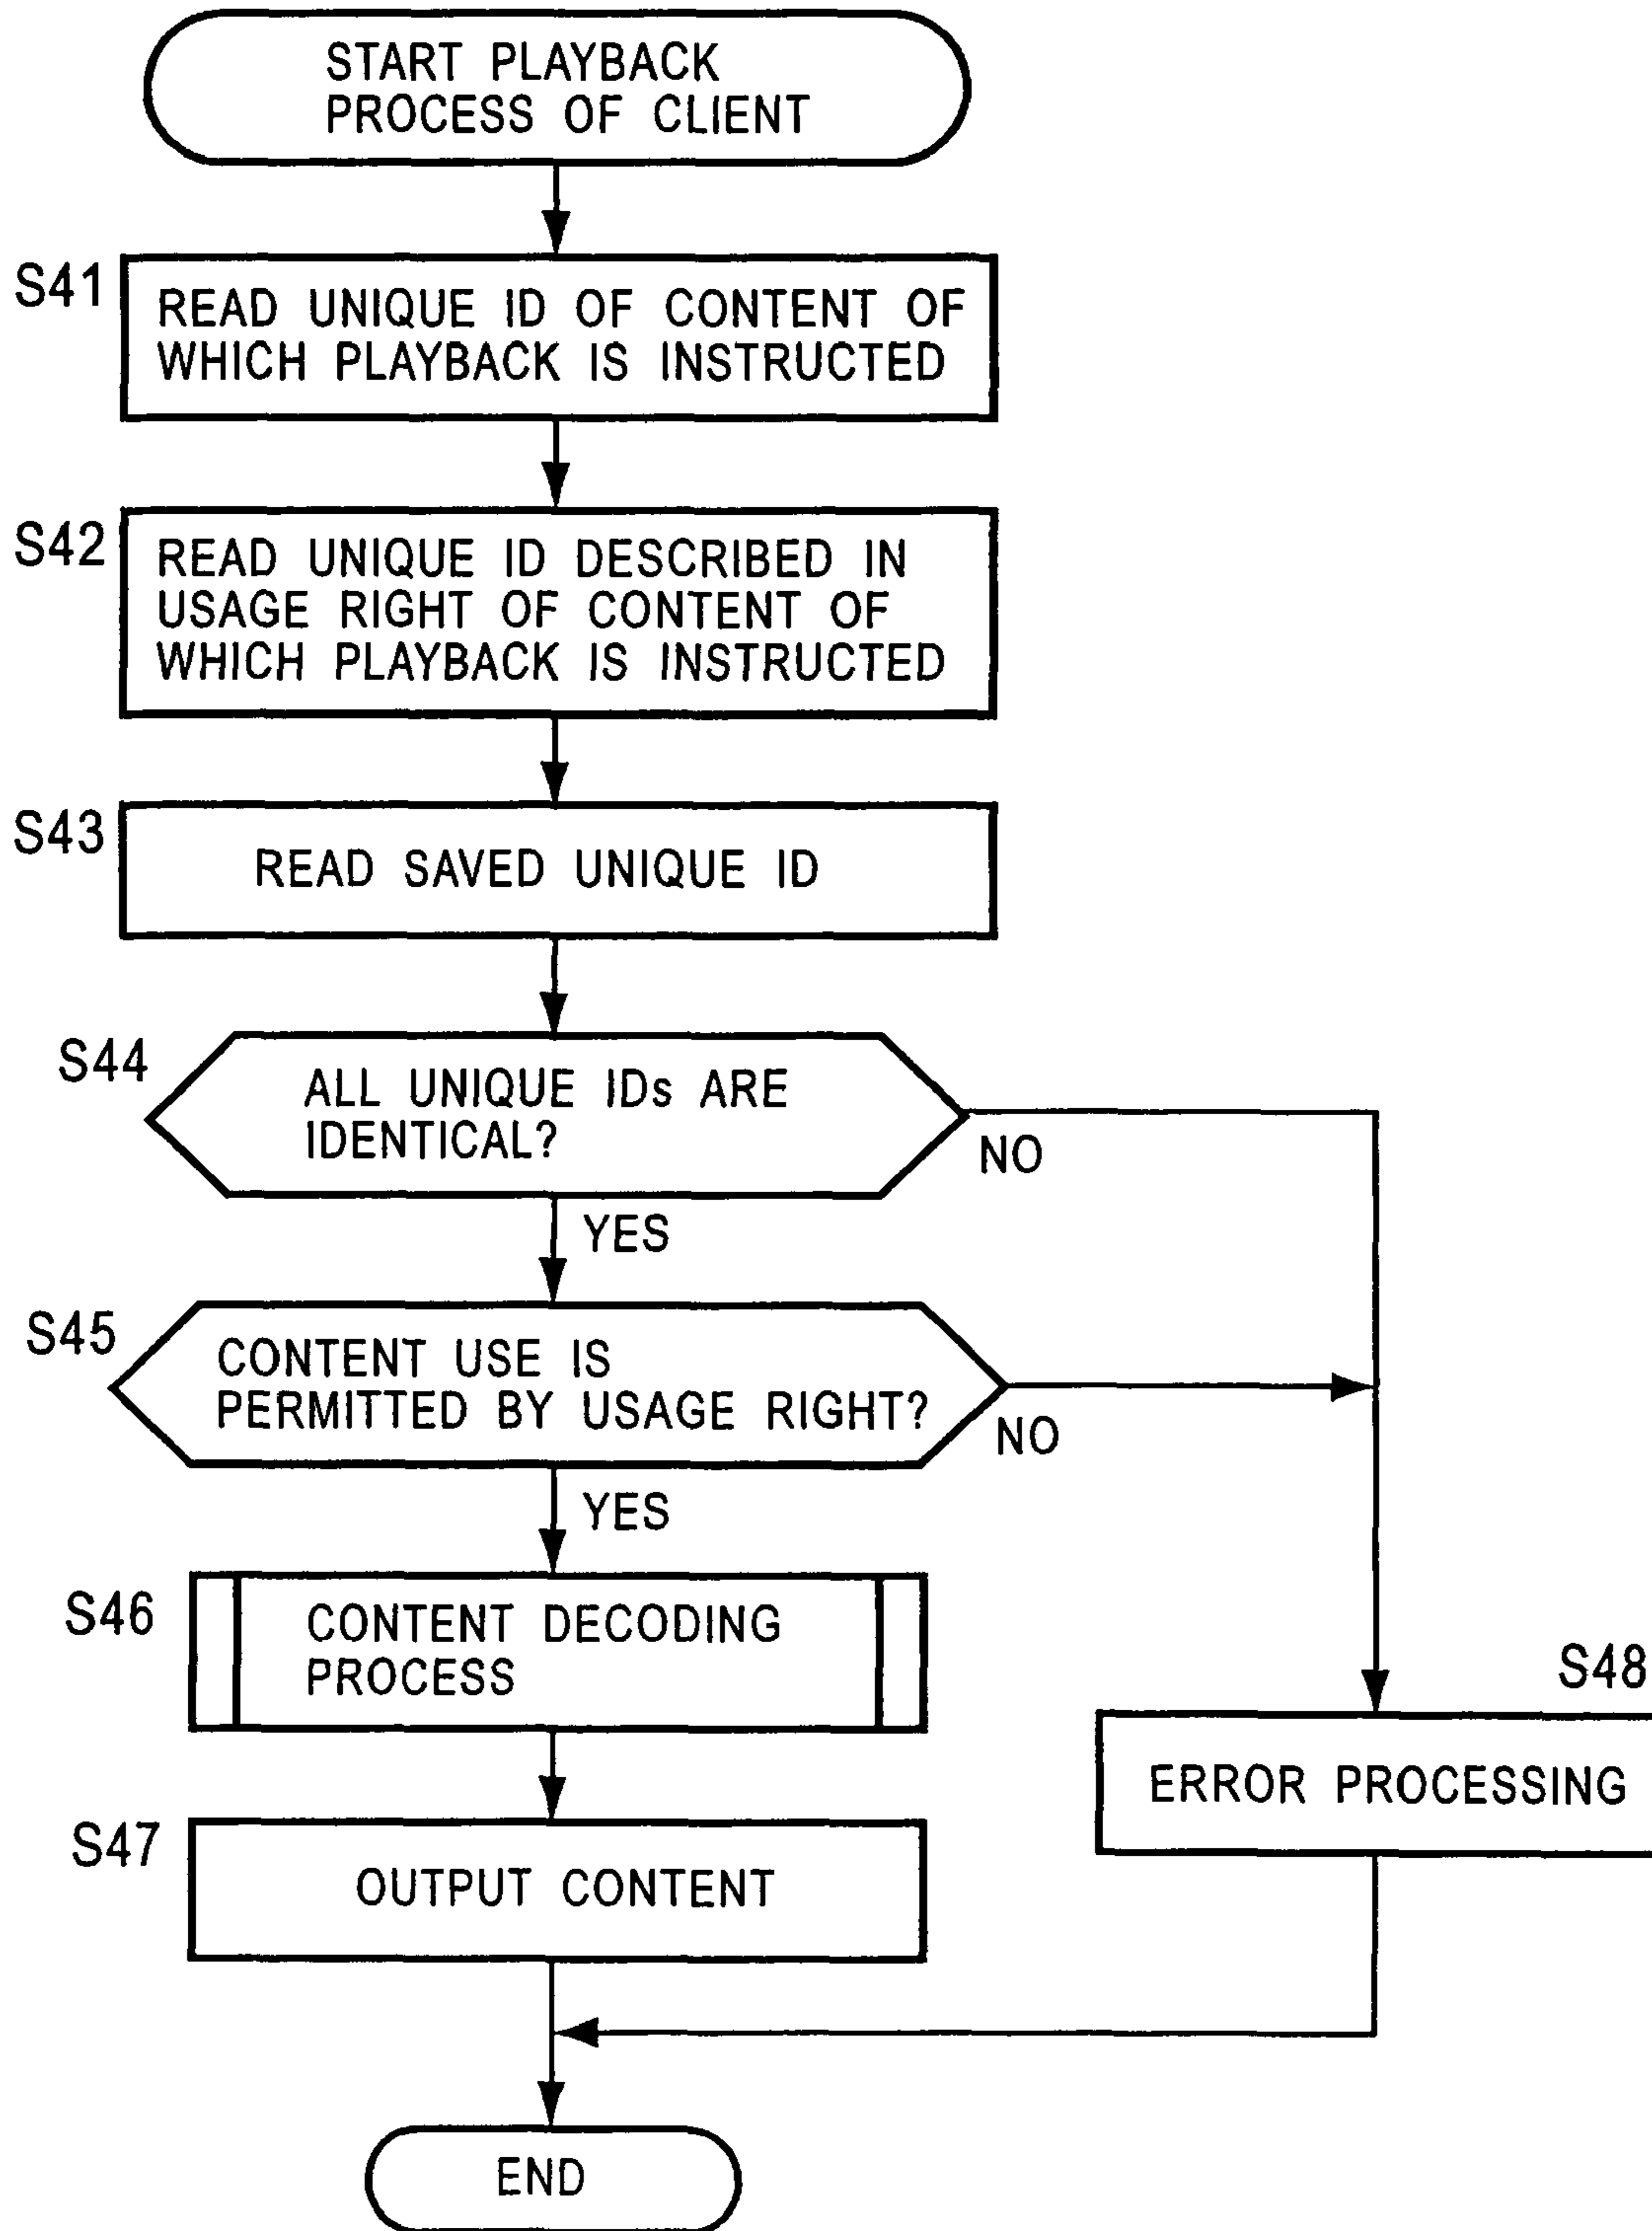 START PLAYBACK
PROCESS OF CLIENT
S41
READ UNIQUE ID OF CONTENT OF
WHICH PLAYBACK IS INSTRUCTED
S42
READ UNIQUE ID DESCRIBED IN
USAGE RIGHT OF CONTENT OF
WHICH PLAYBACK IS INSTRUCTED
S43
READ SAVED UNIQUE ID
S44
ALL UNIQUE IDs ARE
IDENTICAL?
NO
YES
S45
CONTENT USE IS
PERMITTED BY USAGE RIGHT?
NO
YES
S46
CONTENT DECODING
PROCESS
S48
ERROR PROCESSING
S47
OUTPUT CONTENT
END